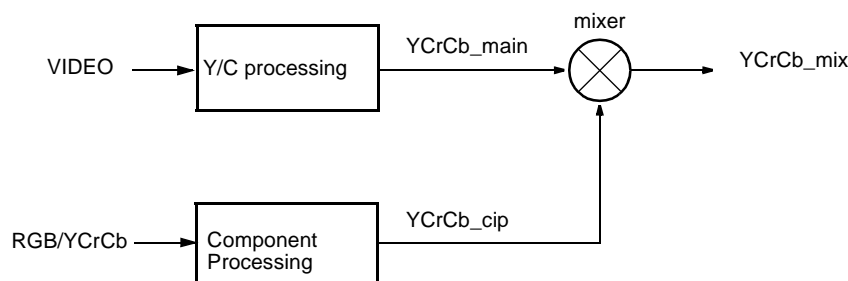 mixer
VIDEO
Y/C processing
YCrCb_main
YCrCb_mix
RGB/YCrCb
Component
Processing
YCrCb_cip